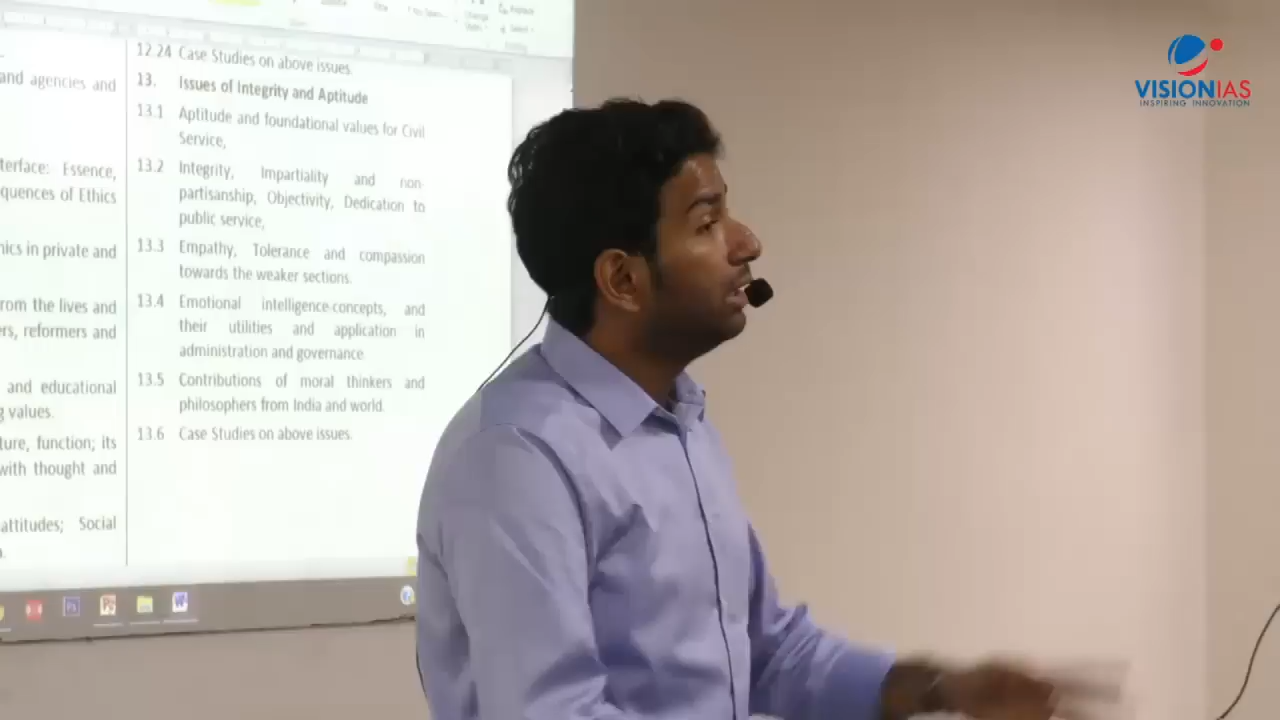 and agencies and
terface: Essence,
quences of Ethics
nics in private and
rom the lives and
ers, reformers and
and educational
g values.
ture, function; its
with thought and
attitudes; Social
12.24 Case Studies on above issues.
13. Issues of Integrity and Aptitude
13.1 Aptitude and foundational values for Civil
Service,
13.2 Integrity, Impartiality and non-
partisanship, Objectivity, Dedication to
public service,
13.3 Empathy, Tolerance and compassion
towards the weaker sections.
13.4 Emotional intelligence-concepts, and
their utilities and application in
administration and governance.
13.5 Contributions of moral thinkers and
philosophers from India and world.
13.6 Case Studies on above issues.
VISIONIAS
INSPIRING INNOVATION